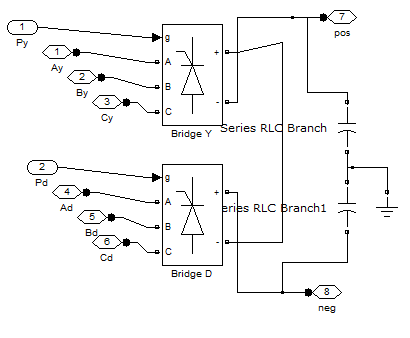 1
Py
1
Ay
2
By
3
Cy
g
A
B
C
+
-
Bridge Y
7
pos
Series RLC Branch
2
Pd
4
Ad
5
Bd
6
Cd
g
A
B
C
+
-
Bridge D
eries RLC Branch1
8
neg